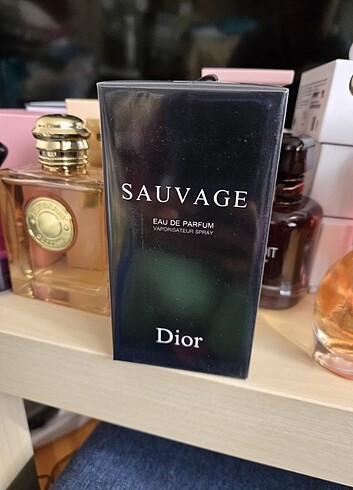 SAUVAGE
EAU DE PARFUM
VAPORISATEUR SPRAY
Dior